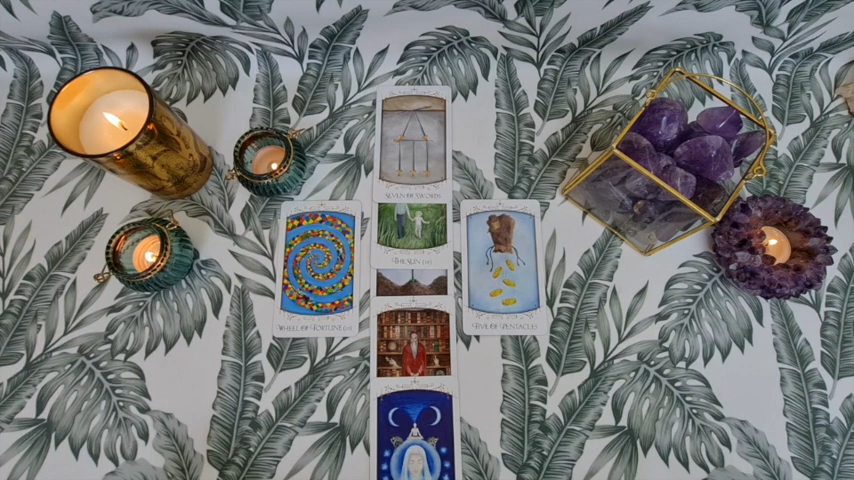 SEVEN OF SWORDS
THE SUN
WHEEL OF FORTUNE
FIVE OF PENTACLES